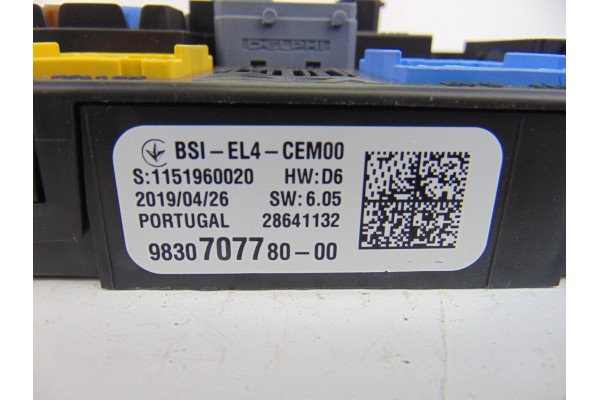 DELPHI
BSI-EL4-CEM00
S:1151960020 HW:D6
2019/04/26 SW:6.05
PORTUGAL 28641132
9830707780-00